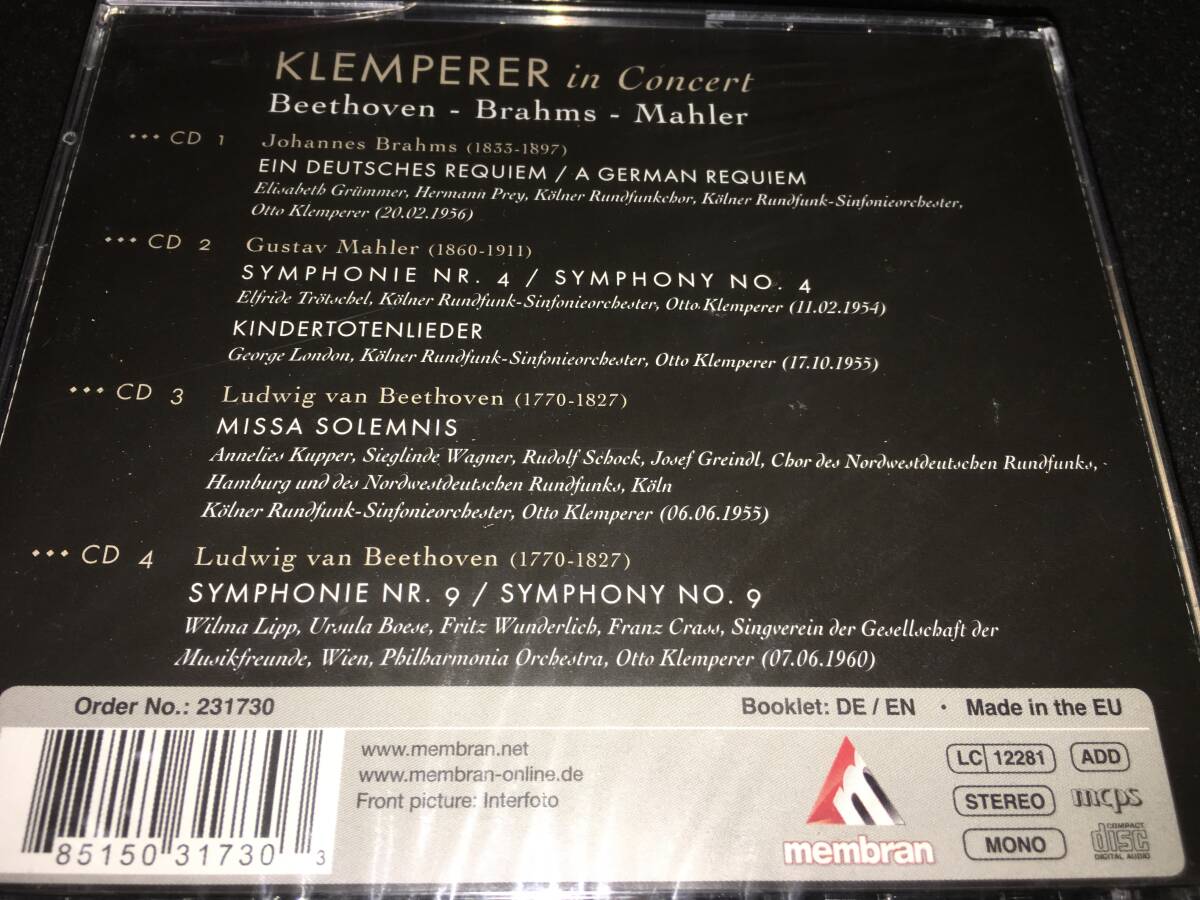 KLEMPERER in Concert
Beethoven - Brahms - Mahler
CD 1 Johannes Brahms (1833-1897)
EIN DEUTSCHES REQUIEM / A GERMAN REQUIEM
Elisabeth Grümmer, Hermann Prey, Kölner Rundfunkchor, Kölner Rundfunk-Sinfonieorchester,
Otto Klemperer (20.02.1956)
CD 2 Gustav Mahler (1860-1911)
SYMPHONIE NR. 4 / SYMPHONY NO. 4
Elfride Trötschel, Kölner Rundfunk-Sinfonieorchester, Otto Klemperer (11.02.1954)
KINDERTOTENLIEDER
George London, Kölner Rundfunk-Sinfonieorchester, Otto Klemperer (17.10.1955)
CD 3 Ludwig van Beethoven (1770-1827)
MISSA SOLEMNIS
Annelies Kupper, Sieglinde Wagner, Rudolf Schock, Josef Greindl, Chor des Nordwestdeutschen Rundfunks,
Hamburg und des Nordwestdeutschen Rundfunks, Köln
Kölner Rundfunk-Sinfonieorchester, Otto Klemperer (06.06.1955)
CD 4 Ludwig van Beethoven (1770-1827)
SYMPHONIE NR. 9 / SYMPHONY NO. 9
Wilma Lipp, Ursula Boese, Fritz Wunderlich, Franz Crass, Singverein der Gesellschaft der
Musikfreunde, Wien, Philharmonia Orchestra, Otto Klemperer (07.06.1960)
Order No.: 231730
Booklet: DE / EN · Made in the EU
www.membran.net
www.membran-online.de
Front picture: Interfoto
85150 31730 3
m
membran
LC 12281
ADD
STEREO
mcps
MONO
COMPACT
disc
DIGITAL AUDIO